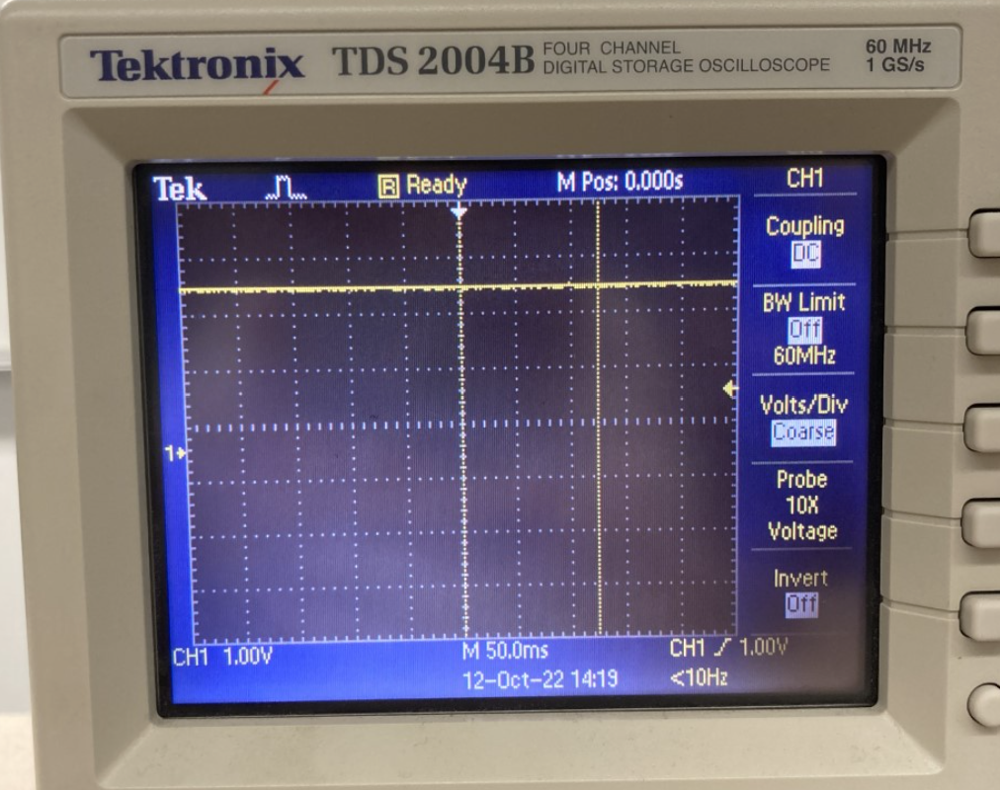 Tektronix TDS 2004B FOUR CHANNEL DIGITAL STORAGE OSCILLOSCOPE 60 MHz 1 GS/s
Tek R Ready M Pos: 0.000s CH1
Coupling
DC
BW Limit
Off
60MHz
Volts/Div
Coarse
1
Probe
10X
Voltage
Invert
Off
CH1 1.00V M 50.0ms CH1 1.00V
12-Oct-22 14:19 <10Hz